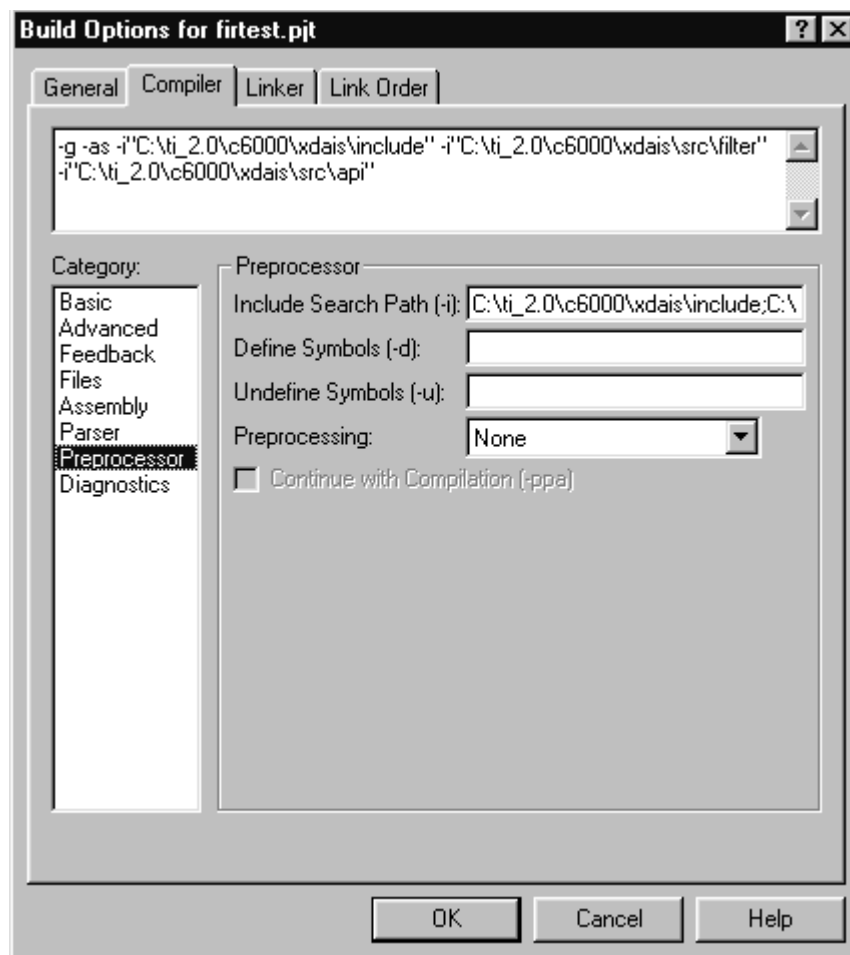 Build Options for firtest.pjt
General Compiler Linker Link Order
-g -as -i"C:\ti_2.0\c6000\xdais\include" -i"C:\ti_2.0\c6000\xdais\src\filter"
-i"C:\ti_2.0\c6000\xdais\src\api"
Category:
Basic
Advanced
Feedback
Files
Assembly
Parser
Preprocessor
Diagnostics
Preprocessor
Include Search Path (-i): C:\ti_2.0\c6000\xdais\include;C:\
Define Symbols (-d):
Undefine Symbols (-u):
Preprocessing: None
Continue with Compilation (-ppa)
OK Cancel Help